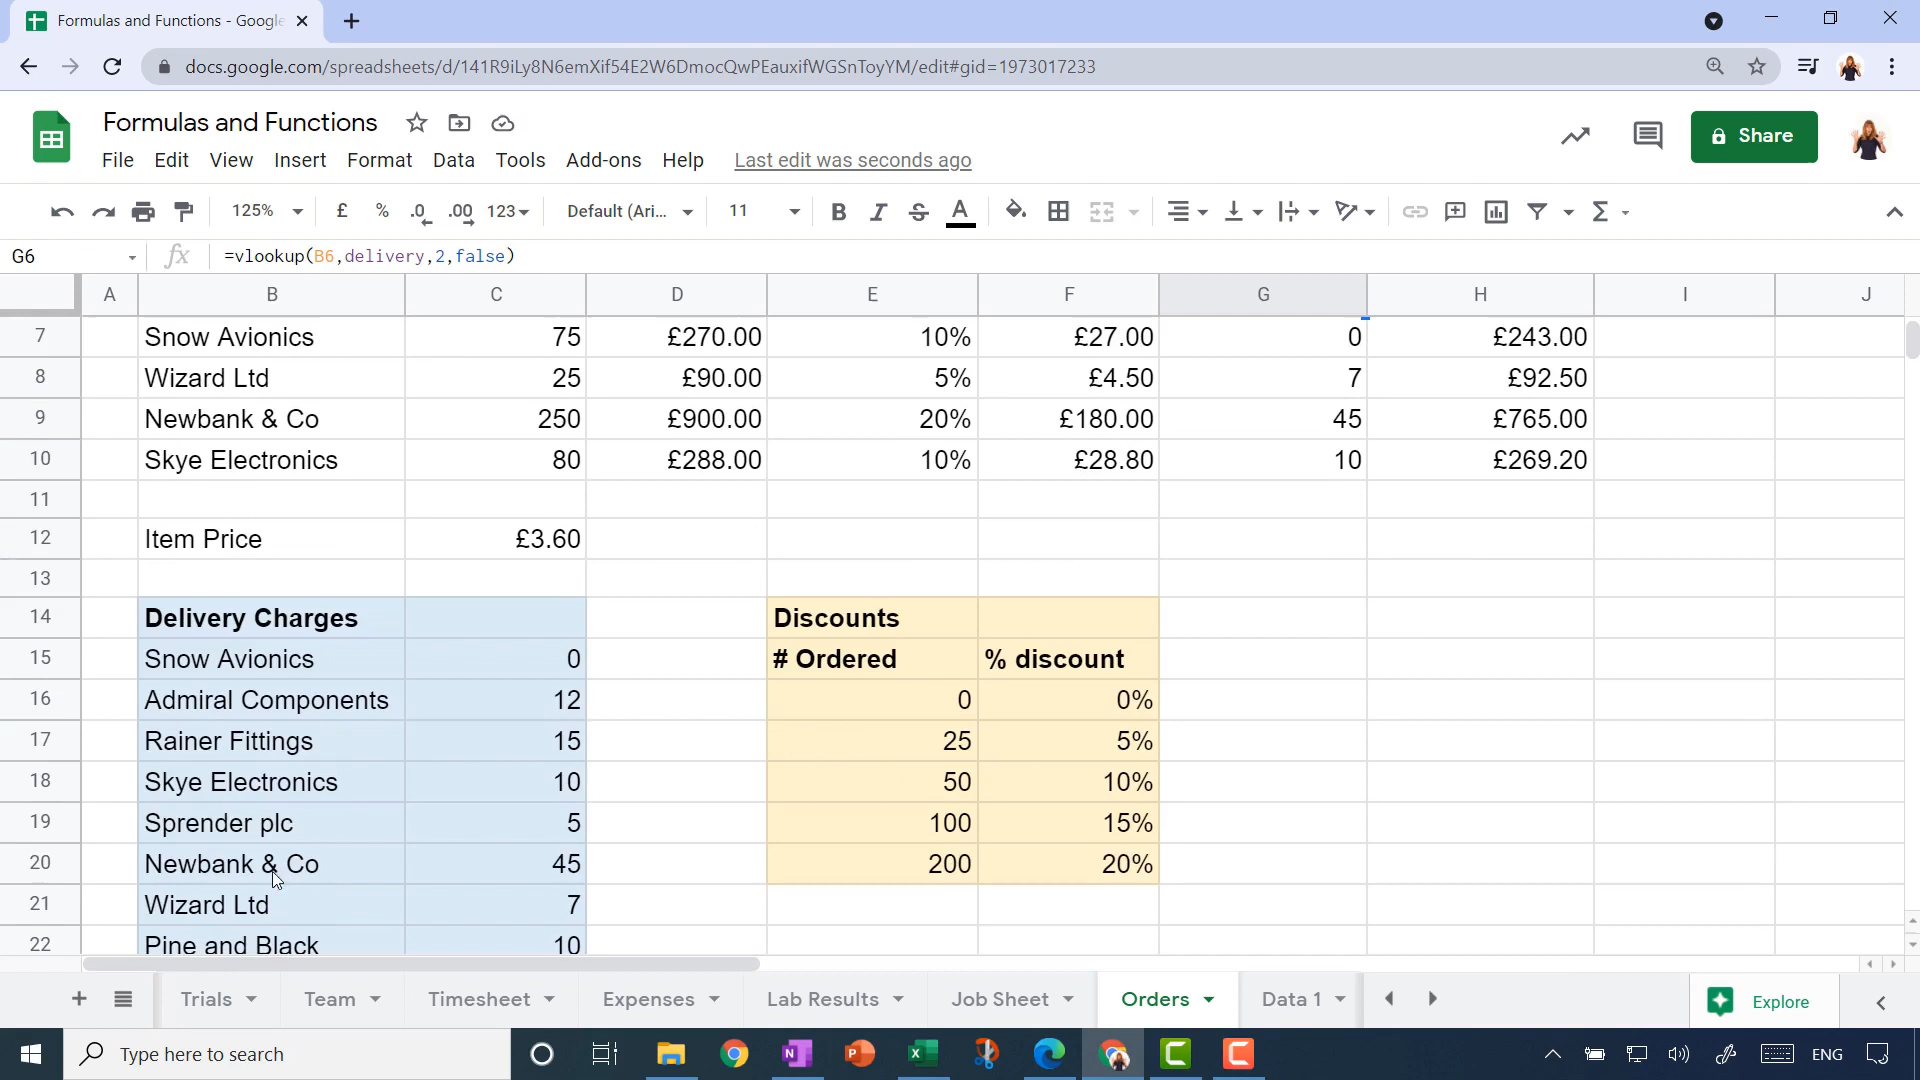 Formulas and Functions - Google
docs.google.com/spreadsheets/d/141R9iLy8N6emXif54E2W6DmocQwPEauxifWGSnToyYM/edit#gid=1973017233
Formulas and Functions
Share
File Edit View Insert Format Data Tools Add-ons Help Last edit was seconds ago
125% £ % .0 .00 123 Default (Ari... 11 B I S A Σ
G6 fx =vlookup(B6,delivery,2,false)
A B C D E F G H I J
7 Snow Avionics 75 £270.00 10% £27.00 0 £243.00
8 Wizard Ltd 25 £90.00 5% £4.50 7 £92.50
9 Newbank & Co 250 £900.00 20% £180.00 45 £765.00
10 Skye Electronics 80 £288.00 10% £28.80 10 £269.20
11
12 Item Price £3.60
13
14 Delivery Charges Discounts
15 Snow Avionics 0 # Ordered % discount
16 Admiral Components 12 0 0%
17 Rainer Fittings 15 25 5%
18 Skye Electronics 10 50 10%
19 Sprender plc 5 100 15%
20 Newbank & Co 45 200 20%
21 Wizard Ltd 7
22 Pine and Black 10
Trials Team Timesheet Expenses Lab Results Job Sheet Orders Data 1 Explore
Type here to search ENG